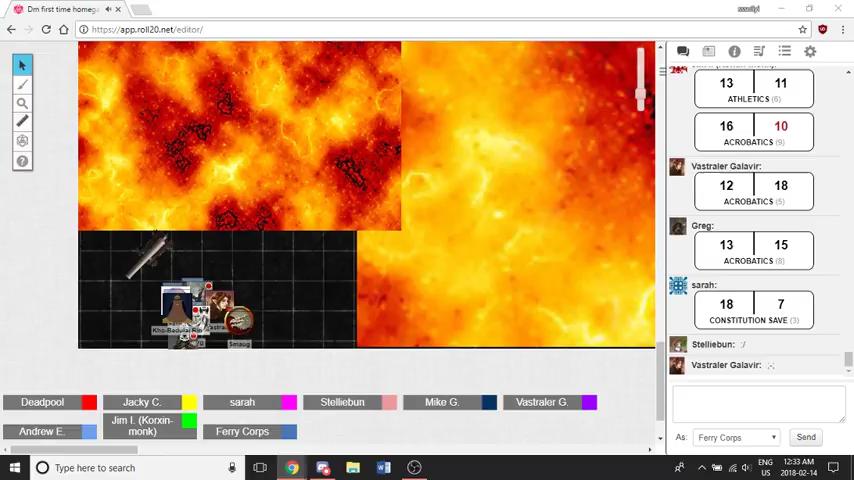 Dm first time homeg
ssadlyi
https://app.roll20.net/editor/
13 11
ATHLETICS (6)
16 10
ACROBATICS (9)
Vastraler Galavir:
12 18
ACROBATICS (5)
Greg:
13 15
ACROBATICS (8)
sarah:
18 7
CONSTITUTION SAVE (3)
Stelliebun: :/
Vastraler Galavir: ;-;
Smaug
Deadpool
Jacky C.
sarah
Stelliebun
Mike G.
Vastraler G.
Andrew E.
Jim I. (Korxin-
monk)
Ferry Corps
As: Ferry Corps
Send
Type here to search
ENG
US
12:33 AM
2018-02-14